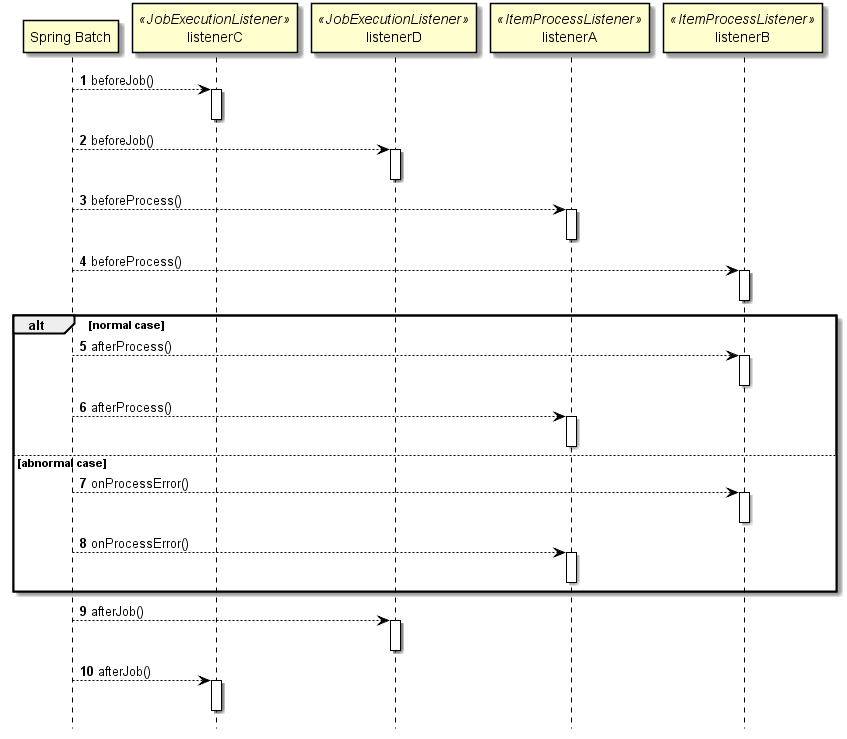 Spring Batch
«JobExecutionListener»
listenerC
«JobExecutionListener»
listenerD
«ItemProcessListener»
listenerA
«ItemProcessListener»
listenerB
1 beforeJob()
2 beforeJob()
3 beforeProcess()
4 beforeProcess()
alt [normal case]
5 afterProcess()
6 afterProcess()
[abnormal case]
7 onProcessError()
8 onProcessError()
9 afterJob()
10 afterJob()